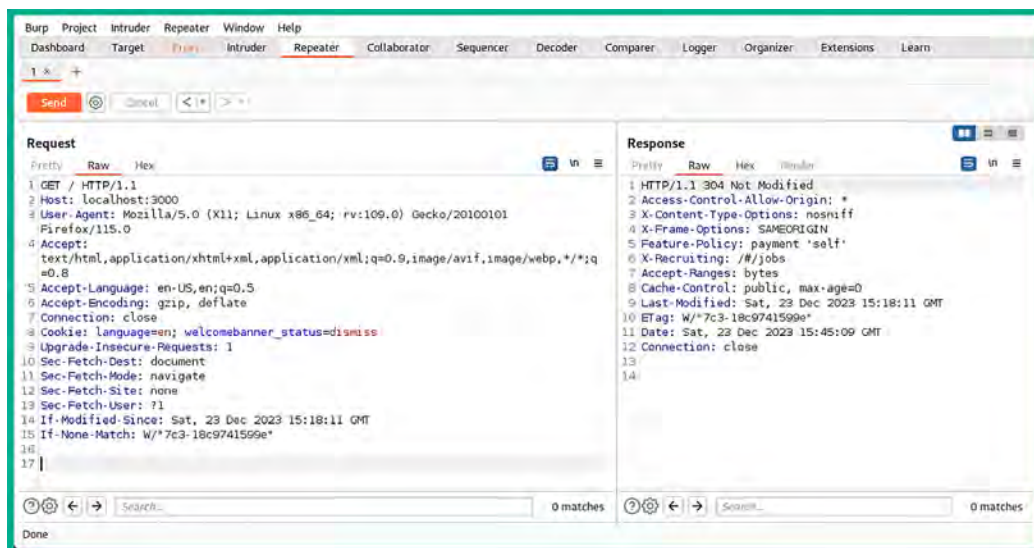 Burp Project Intruder Repeater Window Help
Dashboard Target Proxy Intruder Repeater Collaborator Sequencer Decoder Comparer Logger Organizer Extensions Learn
1 × +
Send Cancel < >
Request
Pretty Raw Hex \n
1 GET / HTTP/1.1
2 Host: localhost:3000
3 User-Agent: Mozilla/5.0 (X11; Linux x86_64; rv:109.0) Gecko/20100101
Firefox/115.0
4 Accept:
text/html,application/xhtml+xml,application/xml;q=0.9,image/avif,image/webp,*/*;q
=0.8
5 Accept-Language: en-US,en;q=0.5
6 Accept-Encoding: gzip, deflate
7 Connection: close
8 Cookie: language=en; welcomebanner_status=dismiss
9 Upgrade-Insecure-Requests: 1
10 Sec-Fetch-Dest: document
11 Sec-Fetch-Mode: navigate
12 Sec-Fetch-Site: none
13 Sec-Fetch-User: ?1
14 If-Modified-Since: Sat, 23 Dec 2023 15:18:11 GMT
15 If-None-Match: W/"7c3-18c9741599e"
16
17
Search... 0 matches
Response
Pretty Raw Hex Render \n
1 HTTP/1.1 304 Not Modified
2 Access-Control-Allow-Origin: *
3 X-Content-Type-Options: nosniff
4 X-Frame-Options: SAMEORIGIN
5 Feature-Policy: payment 'self'
6 X-Recruiting: /#/jobs
7 Accept-Ranges: bytes
8 Cache-Control: public, max-age=0
9 Last-Modified: Sat, 23 Dec 2023 15:18:11 GMT
10 ETag: W/"7c3-18c9741599e"
11 Date: Sat, 23 Dec 2023 15:45:09 GMT
12 Connection: close
13
14
Search... 0 matches
Done